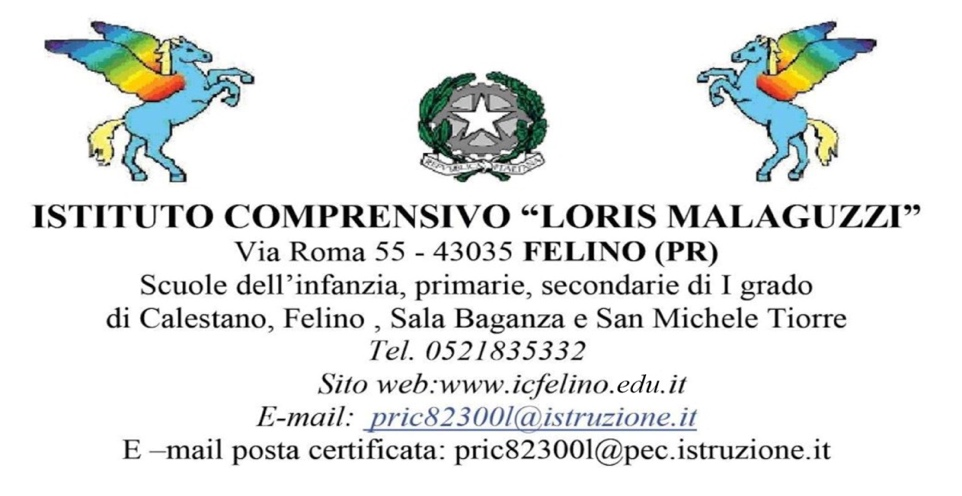 REPVBBLICA ITALIANA
ISTITUTO COMPRENSIVO “LORIS MALAGUZZI”
Via Roma 55 - 43035 FELINO (PR)
Scuole dell’infanzia, primarie, secondarie di I grado
di Calestano, Felino , Sala Baganza e San Michele Tiorre
Tel. 0521835332
Sito web:www.icfelino.edu.it
E-mail: pric82300l@istruzione.it
E –mail posta certificata: pric82300l@pec.istruzione.it